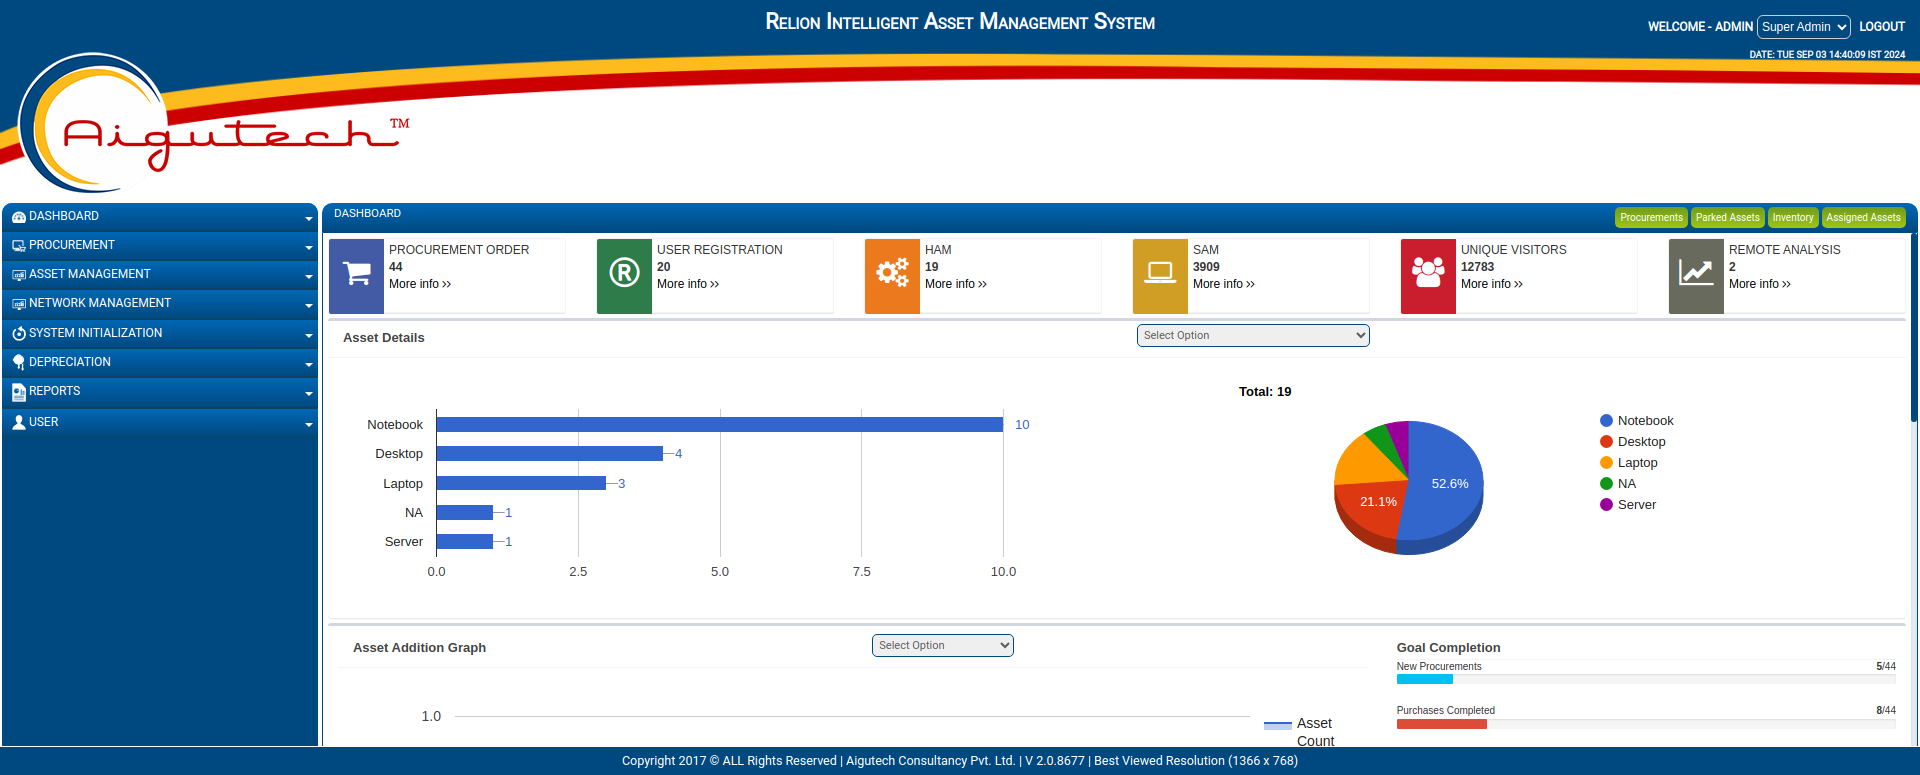 Relion Intelligent Asset Management System
WELCOME - ADMIN Super Admin LOGOUT
DATE: TUE SEP 03 14:40:09 IST 2024
Aigutech TM
DASHBOARD
PROCUREMENT
ASSET MANAGEMENT
NETWORK MANAGEMENT
SYSTEM INITIALIZATION
DEPRECIATION
REPORTS
USER
DASHBOARD
Procurements Parked Assets Inventory Assigned Assets
PROCUREMENT ORDER
44
More info »
USER REGISTRATION
20
More info »
HAM
19
More info »
SAM
3909
More info »
UNIQUE VISITORS
12783
More info »
REMOTE ANALYSIS
2
More info »
®
Asset Details
Select Option
Notebook 10
Desktop 4
Laptop 3
NA 1
Server 1
0.0 2.5 5.0 7.5 10.0
Total: 19
52.6%
21.1%
Notebook
Desktop
Laptop
NA
Server
Asset Addition Graph
Select Option
1.0
Asset
Count
Goal Completion
New Procurements 5/44
Purchases Completed 8/44
Copyright 2017 © ALL Rights Reserved | Aigutech Consultancy Pvt. Ltd. | V 2.0.8677 | Best Viewed Resolution (1366 x 768)